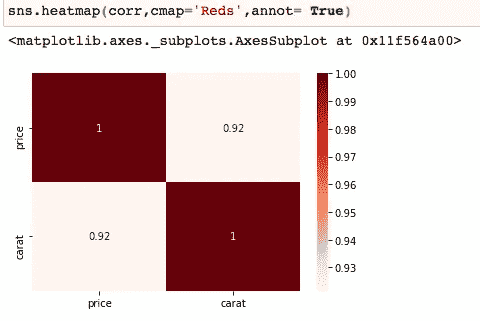 sns.heatmap(corr,cmap='Reds',annot= True)
<matplotlib.axes._subplots.AxesSubplot at 0x11f564a00>
1.00
price
1
0.92
0.99
0.98
0.97
0.96
carat
0.92
1
0.95
0.94
0.93
price
carat